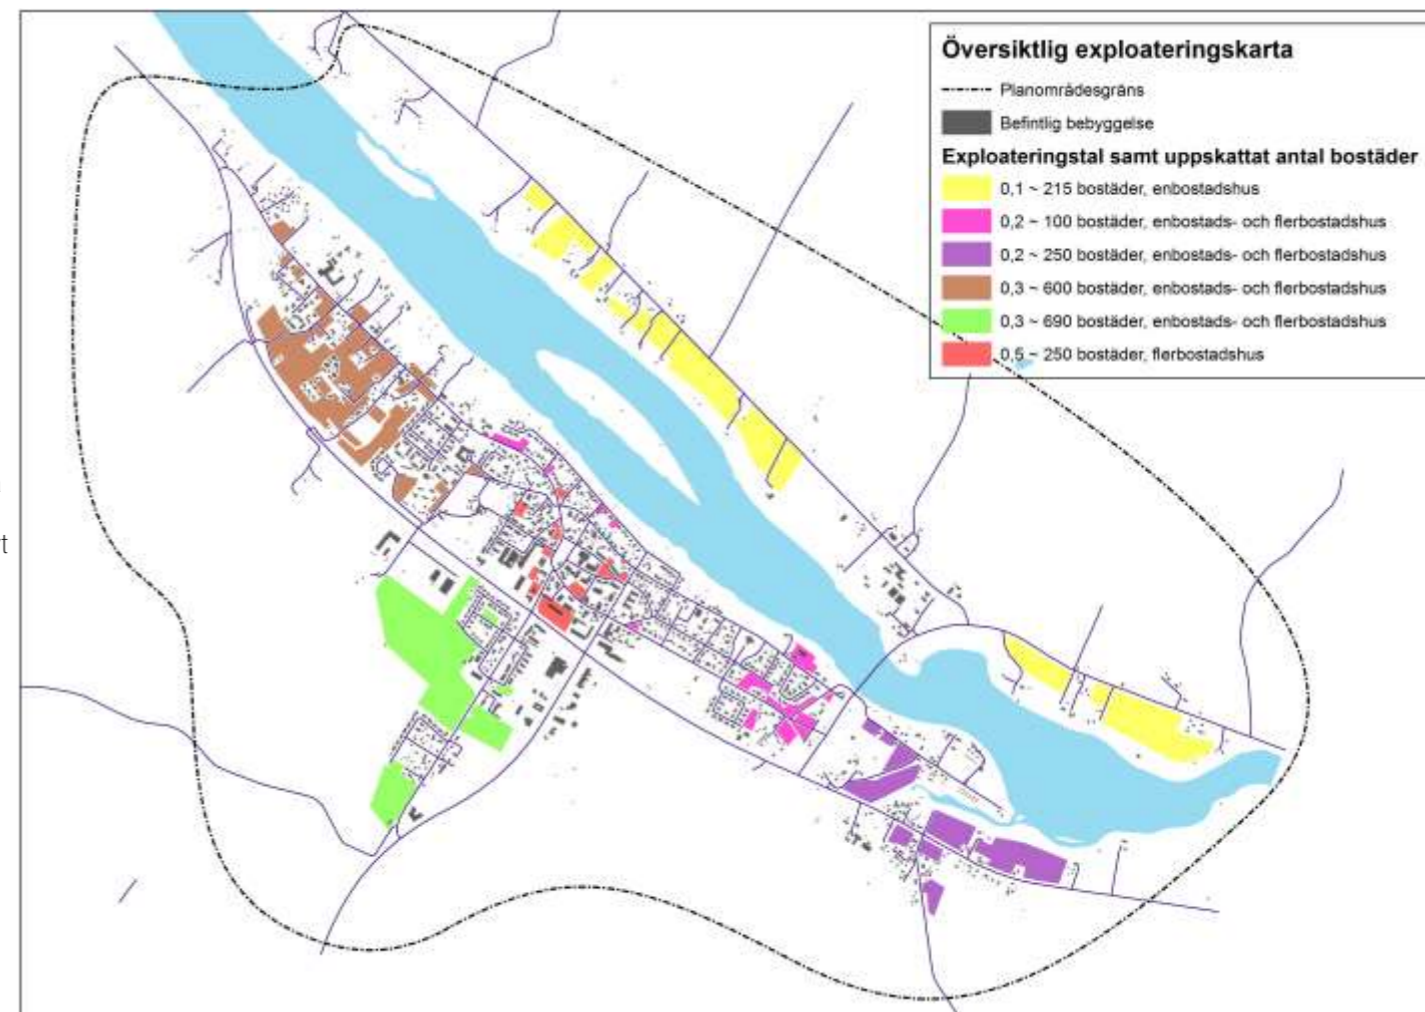 Översiktlig exploateringskarta
Planområdesgräns
Befintlig bebyggelse
Exploateringstal samt uppskattat antal bostäder
0,1 ~ 215 bostäder, enbostadshus
0,2 ~ 100 bostäder, enbostads- och flerbostadshus
0,2 ~ 250 bostäder, enbostads- och flerbostadshus
0,3 ~ 600 bostäder, enbostads- och flerbostadshus
0,3 ~ 690 bostäder, enbostads- och flerbostadshus
0,5 ~ 250 bostäder, flerbostadshus